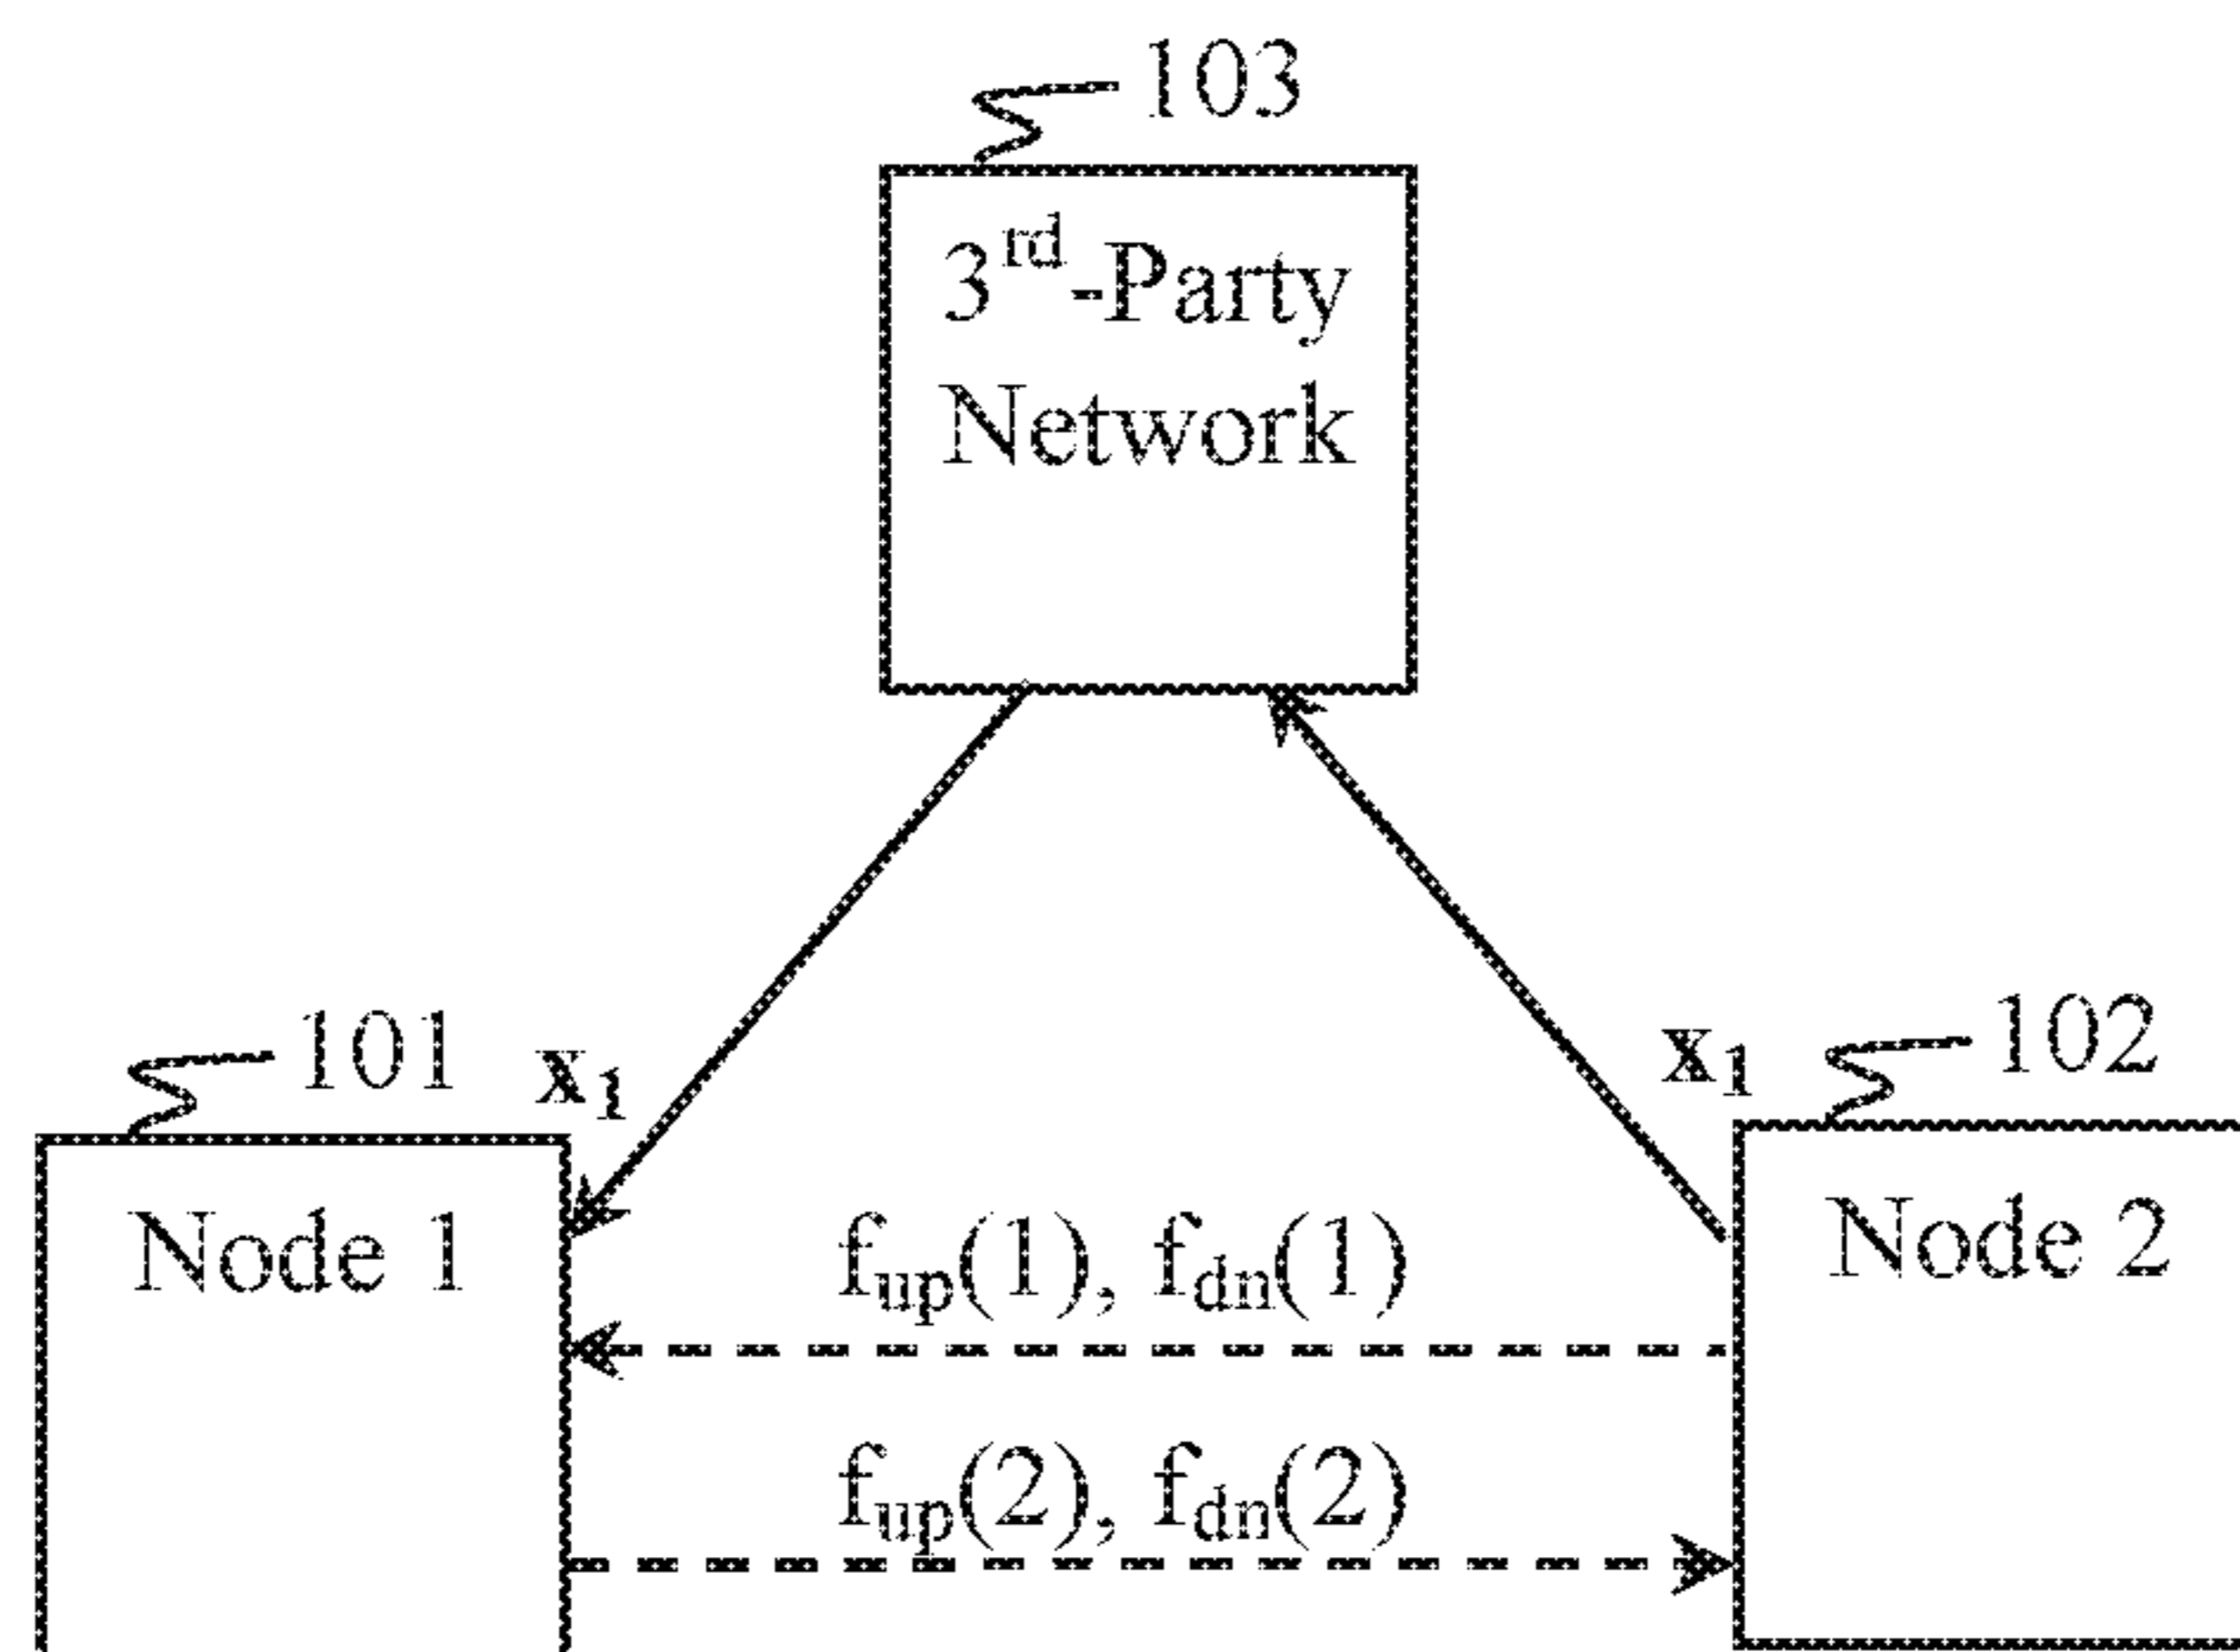 103
3rd-Party
Network
101
x1
x1
102
Node 1
Node 2
fup(1), fdn(1)
fup(2), fdn(2)